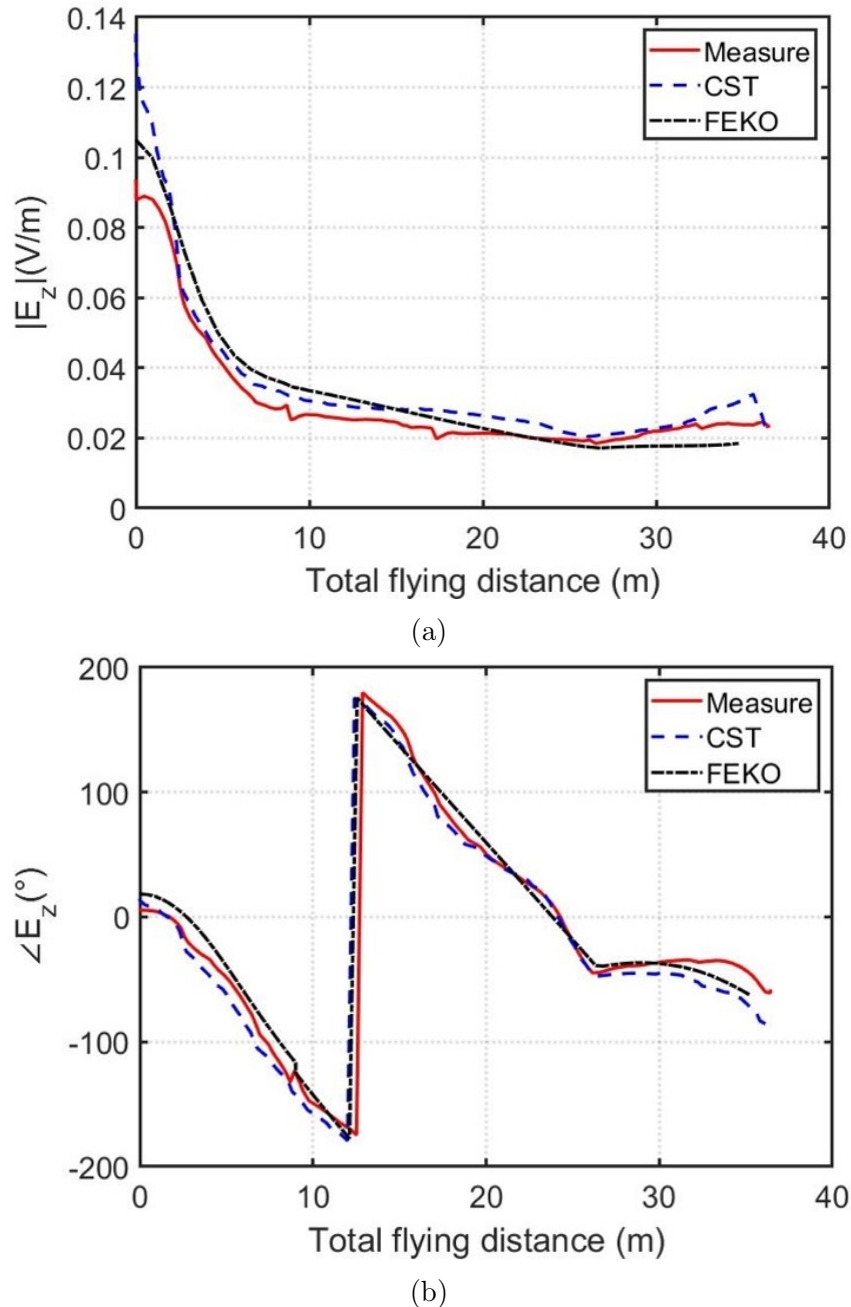 0.14
0.12
0.1
0.08
0.06
0.04
0.02
0
|E_z|(V/m)
Measure
CST
FEKO
0 10 20 30 40
Total flying distance (m)
(a)
200
100
0
-100
-200
∠E_z(°)
Measure
CST
FEKO
0 10 20 30 40
Total flying distance (m)
(b)